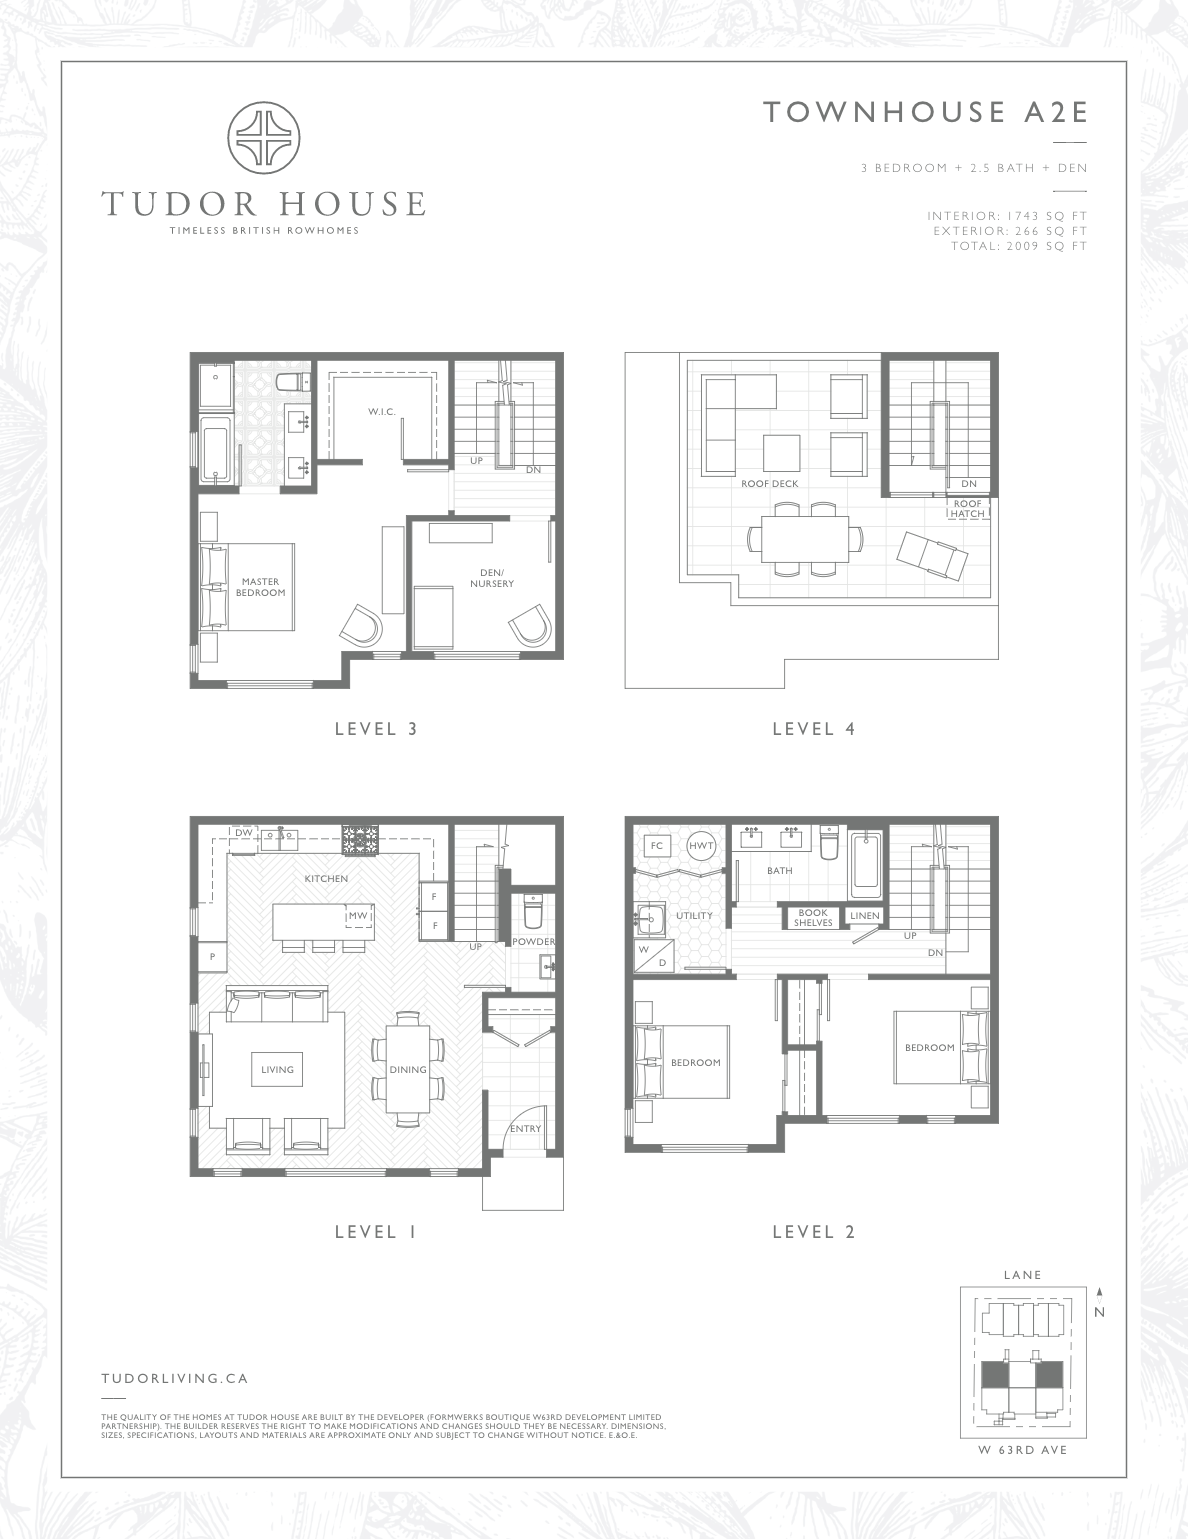 TOWNHOUSE A2E
3 BEDROOM + 2.5 BATH + DEN
INTERIOR: 1743 SQ FT
EXTERIOR: 266 SQ FT
TOTAL: 2009 SQ FT
TUDOR HOUSE
TIMELESS BRITISH ROWHOMES
W.I.C.
UP
DN
MASTER
BEDROOM
DEN/
NURSERY
LEVEL 3
ROOF DECK
DN
ROOF
HATCH
LEVEL 4
DW
KITCHEN
MW
F
F
P
UP
POWDER
LIVING
DINING
ENTRY
LEVEL 1
FC
HWT
BATH
UTILITY
BOOK
SHELVES
LINEN
UP
DN
W
D
BEDROOM
BEDROOM
LEVEL 2
LANE
N
W 63RD AVE
TUDORLIVING.CA
THE QUALITY OF THE HOMES AT TUDOR HOUSE ARE BUILT BY THE DEVELOPER (FORMWERKS BOUTIQUE W63RD DEVELOPMENT LIMITED
PARTNERSHIP). THE BUILDER RESERVES THE RIGHT TO MAKE MODIFICATIONS AND CHANGES SHOULD THEY BE NECESSARY. DIMENSIONS,
SIZES, SPECIFICATIONS, LAYOUTS AND MATERIALS ARE APPROXIMATE ONLY AND SUBJECT TO CHANGE WITHOUT NOTICE. E.&O.E.